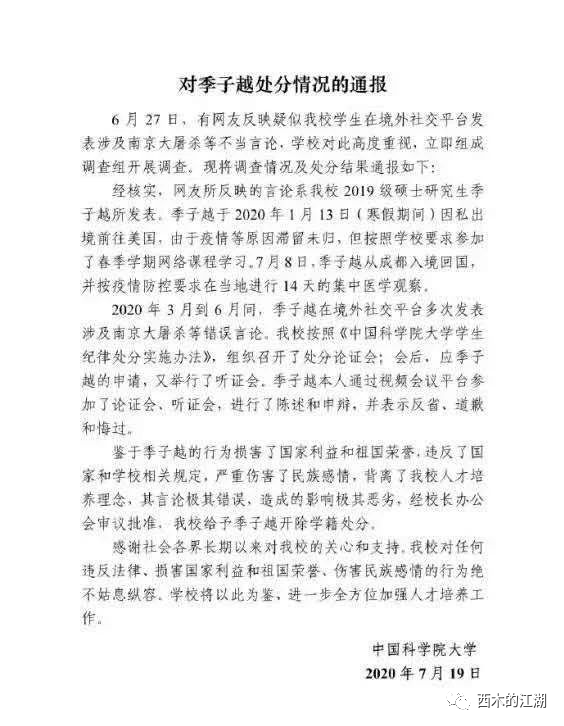 对季子越处分情况的通报
6 月 27 日，有网友反映疑似我校学生在境外社交平台发
表涉及南京大屠杀等不当言论，学校对此高度重视，立即组成
调查组开展调查。现将调查情况及处分结果通报如下：
经核实，网友所反映的言论系我校 2019 级硕士研究生季
子越所发表。季子越于 2020 年 1 月 13 日（寒假期间）因私出
境前往美国，由于疫情等原因滞留未归，但按照学校要求参加
了春季学期网络课程学习。7 月 8 日，季子越从成都入境回国，
并按疫情防控要求在当地进行 14 天的集中医学观察。
2020 年 3 月到 6 月间，季子越在境外社交平台多次发表
涉及南京大屠杀等错误言论。我校按照《中国科学院大学学生
纪律处分实施办法》，组织召开了处分论证会；会后，应季子
越的申请，又举行了听证会。季子越本人通过视频会议平台参
加了论证会、听证会，进行了陈述和申辩，并表示反省、道歉
和悔过。
鉴于季子越的行为损害了国家利益和祖国荣誉，违反了国
家和学校相关规定，严重伤害了民族感情，背离了我校人才培
养理念，其言论极其错误，造成的影响极其恶劣，经校长办公
会审议批准，我校给予季子越开除学籍处分。
感谢社会各界长期以来对我校的关心和支持。我校对任何
违反法律、损害国家利益和祖国荣誉、伤害民族感情的行为绝
不姑息纵容。学校将以此为鉴，进一步全方位加强人才培养工
作。
中国科学院大学
2020 年 7 月 19 日
西木的江湖